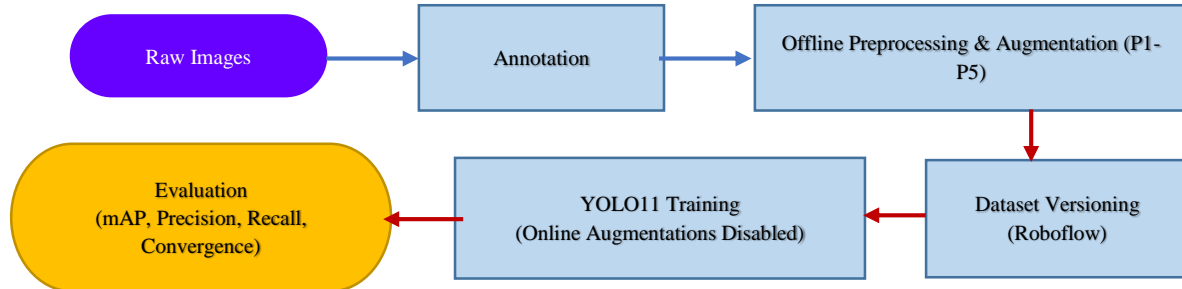 Raw Images
Annotation
Offline Preprocessing & Augmentation (P1-
P5)
Dataset Versioning
(Roboflow)
YOLO11 Training
(Online Augmentations Disabled)
Evaluation
(mAP, Precision, Recall,
Convergence)